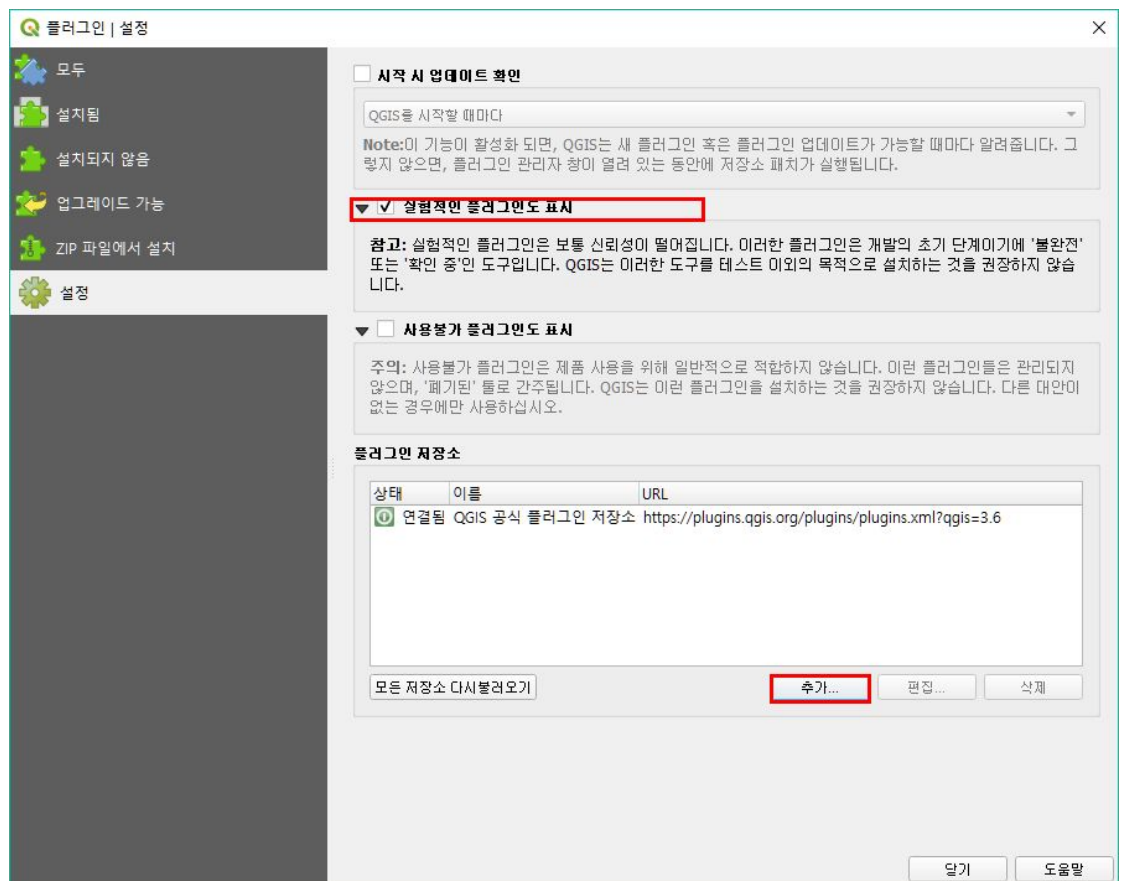 플러그인 | 설정
모두
설치됨
설치되지 않음
업그레이드 가능
ZIP 파일에서 설치
설정
시작 시 업데이트 확인
QGIS를 시작할 때마다
Note:이 기능이 활성화 되면, QGIS는 새 플러그인 혹은 플러그인 업데이트가 가능할 때마다 알려줍니다. 그
렇지 않으면, 플러그인 관리자 창이 열려 있는 동안에 저장소 패치가 실행됩니다.
실험적인 플러그인도 표시
참고: 실험적인 플러그인은 보통 신뢰성이 떨어집니다. 이러한 플러그인은 개발의 초기 단계이기에 '불완전'
또는 '확인 중'인 도구입니다. QGIS는 이러한 도구를 테스트 이외의 목적으로 설치하는 것을 권장하지 않습
니다.
사용불가 플러그인도 표시
주의: 사용불가 플러그인은 제품 사용을 위해 일반적으로 적합하지 않습니다. 이런 플러그인들은 관리되지
않으며, '폐기된' 툴로 간주됩니다. QGIS는 이런 플러그인을 설치하는 것을 권장하지 않습니다. 다른 대안이
없는 경우에만 사용하십시오.
플러그인 저장소
상태 이름 URL
연결됨 QGIS 공식 플러그인 저장소 https://plugins.qgis.org/plugins/plugins.xml?qgis=3.6
모든 저장소 다시불러오기 추가... 편집... 삭제
닫기 도움말